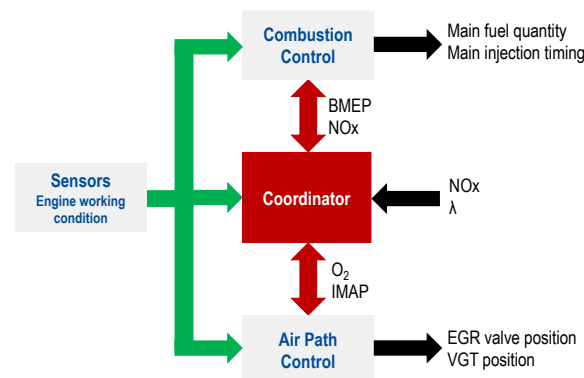 Combustion
Control
Main fuel quantity
Main injection timing
BMEP
NOx
Sensors
Engine working
condition
Coordinator
NOx
λ
O₂
IMAP
Air Path
Control
EGR valve position
VGT position